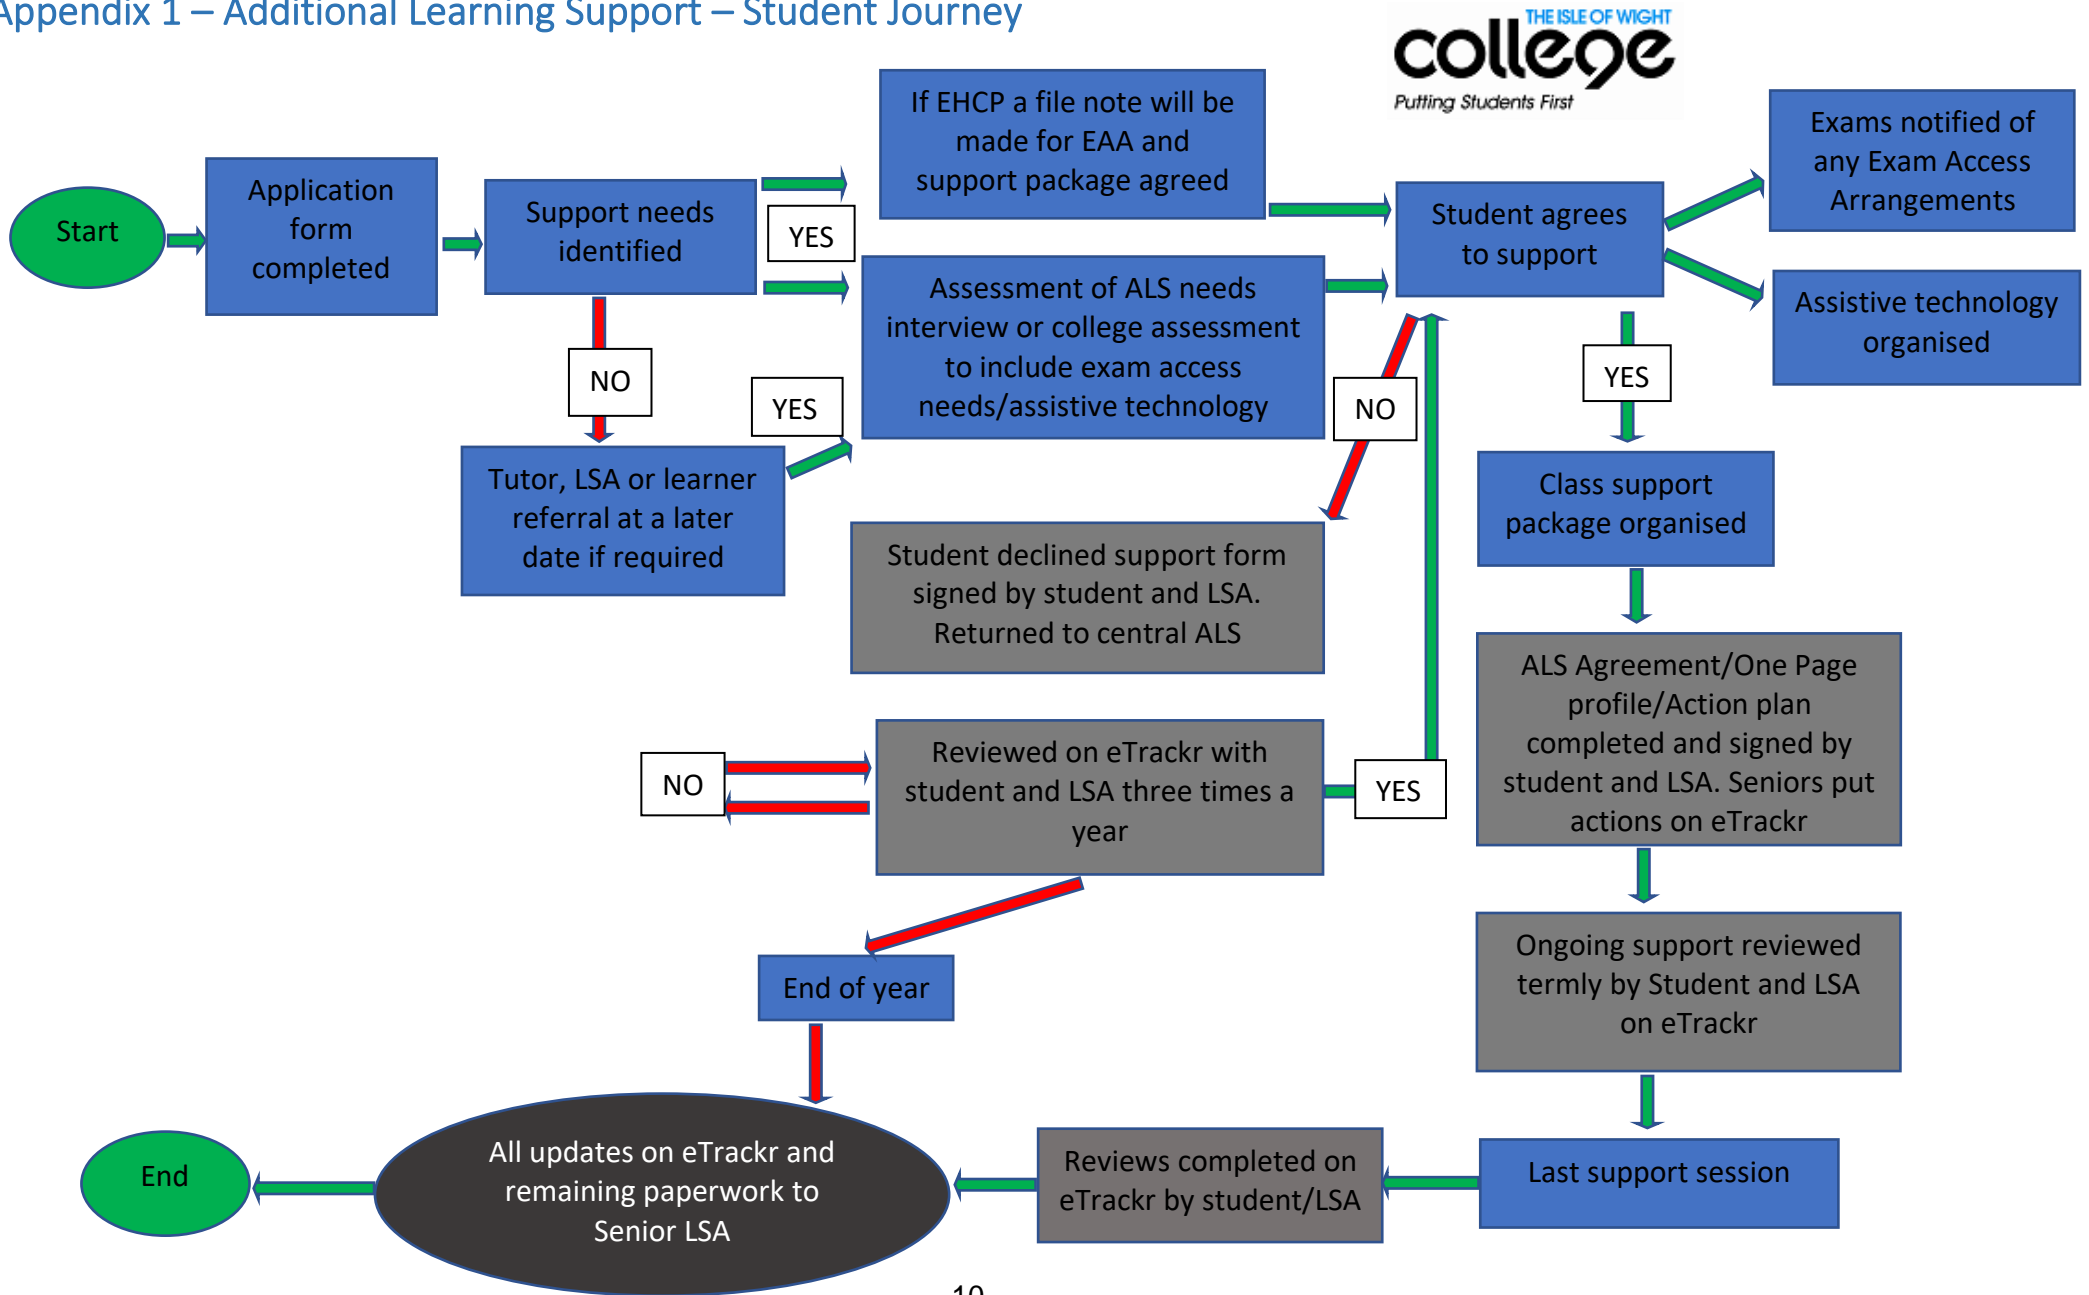 Appendix 1 – Additional Learning Support – Student Journey
THE ISLE OF WIGHT
college
Putting Students First
Start
Application
form
completed
Support needs
identified
YES
If EHCP a file note will be
made for EAA and
support package agreed
Student agrees
to support
Exams notified of
any Exam Access
Arrangements
Assistive technology
organised
Assessment of ALS needs
interview or college assessment
to include exam access
needs/assistive technology
NO
YES
NO
YES
Tutor, LSA or learner
referral at a later
date if required
Class support
package organised
Student declined support form
signed by student and LSA.
Returned to central ALS
ALS Agreement/One Page
profile/Action plan
completed and signed by
student and LSA. Seniors put
actions on eTrackr
NO
Reviewed on eTrackr with
student and LSA three times a
year
YES
End of year
Ongoing support reviewed
termly by Student and LSA
on eTrackr
End
All updates on eTrackr and
remaining paperwork to
Senior LSA
Reviews completed on
eTrackr by student/LSA
Last support session
10